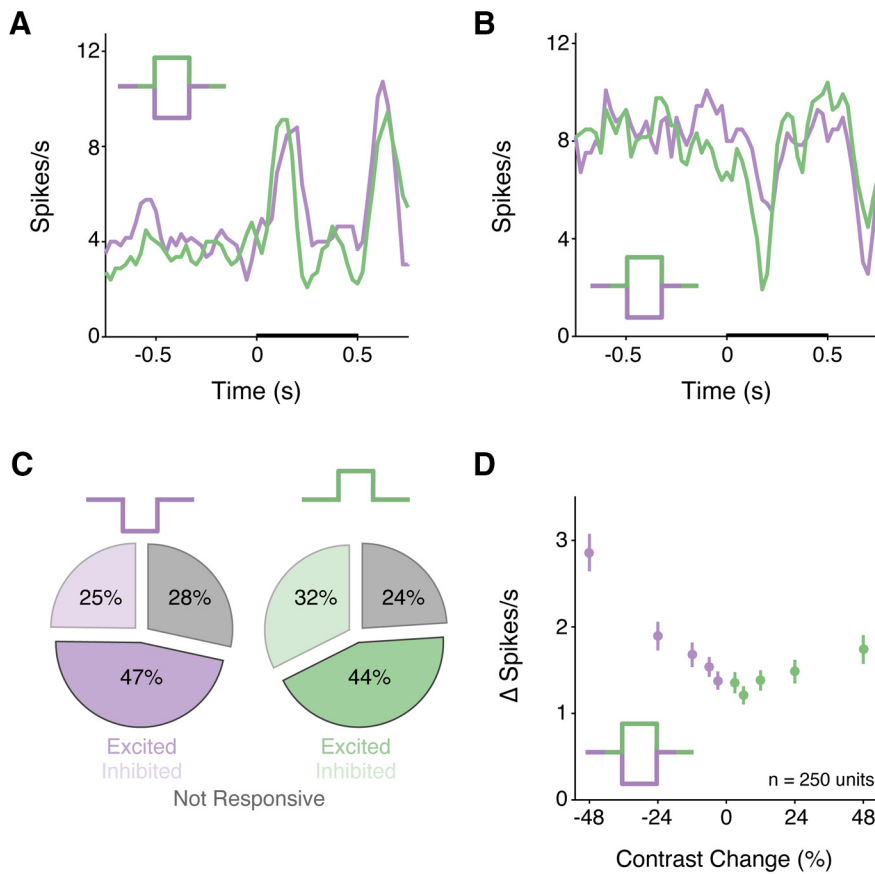 A
Spikes/s
12
8
4
0
-0.5
0
0.5
Time (s)
B
Spikes/s
12
8
4
0
-0.5
0
0.5
Time (s)
C
25%
28%
47%
Excited
Inhibited
32%
24%
44%
Excited
Inhibited
Not Responsive
D
Δ Spikes/s
3
2
1
0
n = 250 units
-48
-24
0
24
48
Contrast Change (%)